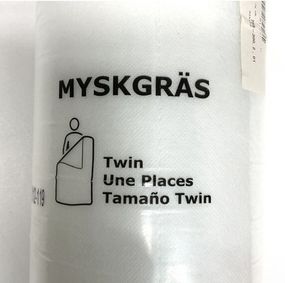 MYSKGRÄS
Twin
Une Places
Tamaño Twin